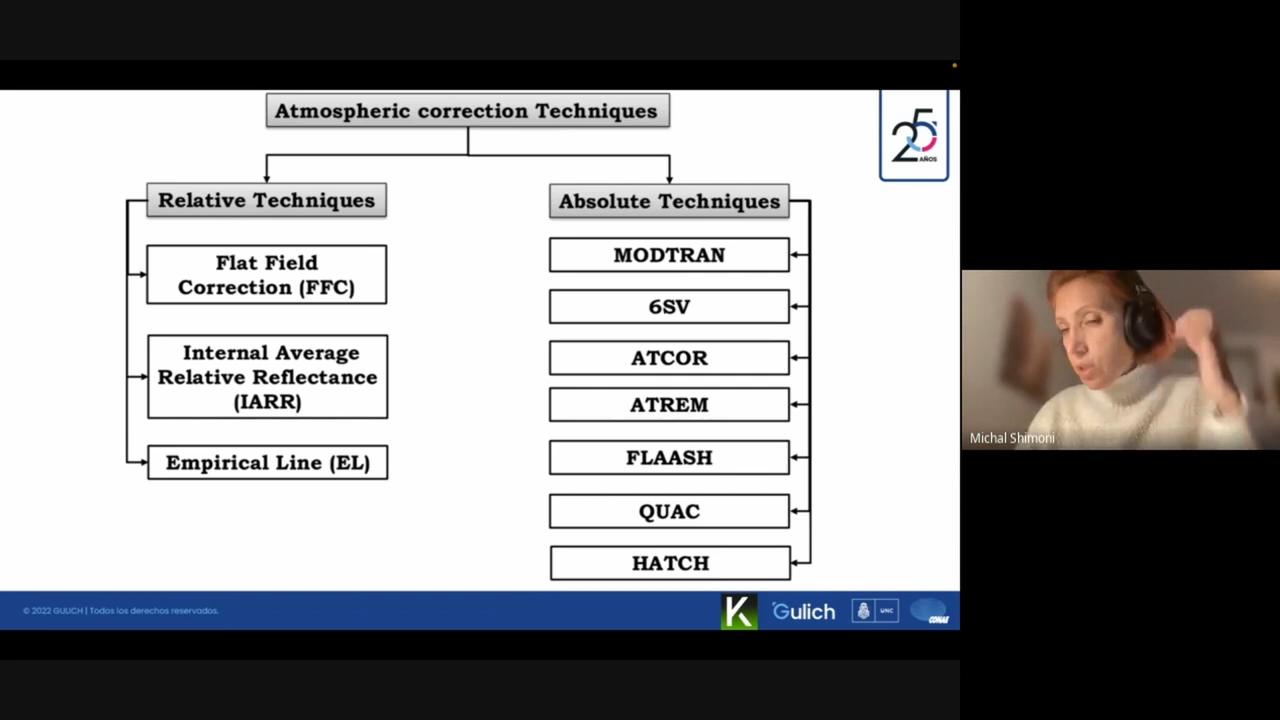 Atmospheric correction Techniques
Relative Techniques
Flat Field
Correction (FFC)
Internal Average
Relative Reflectance
(IARR)
Empirical Line (EL)
Absolute Techniques
MODTRAN
6SV
ATCOR
ATREM
FLAASH
QUAC
HATCH
25
AÑOS
Michal Shimoni
© 2022 GULICH | Todos los derechos reservados.
K
Gulich
UNC
CONAE